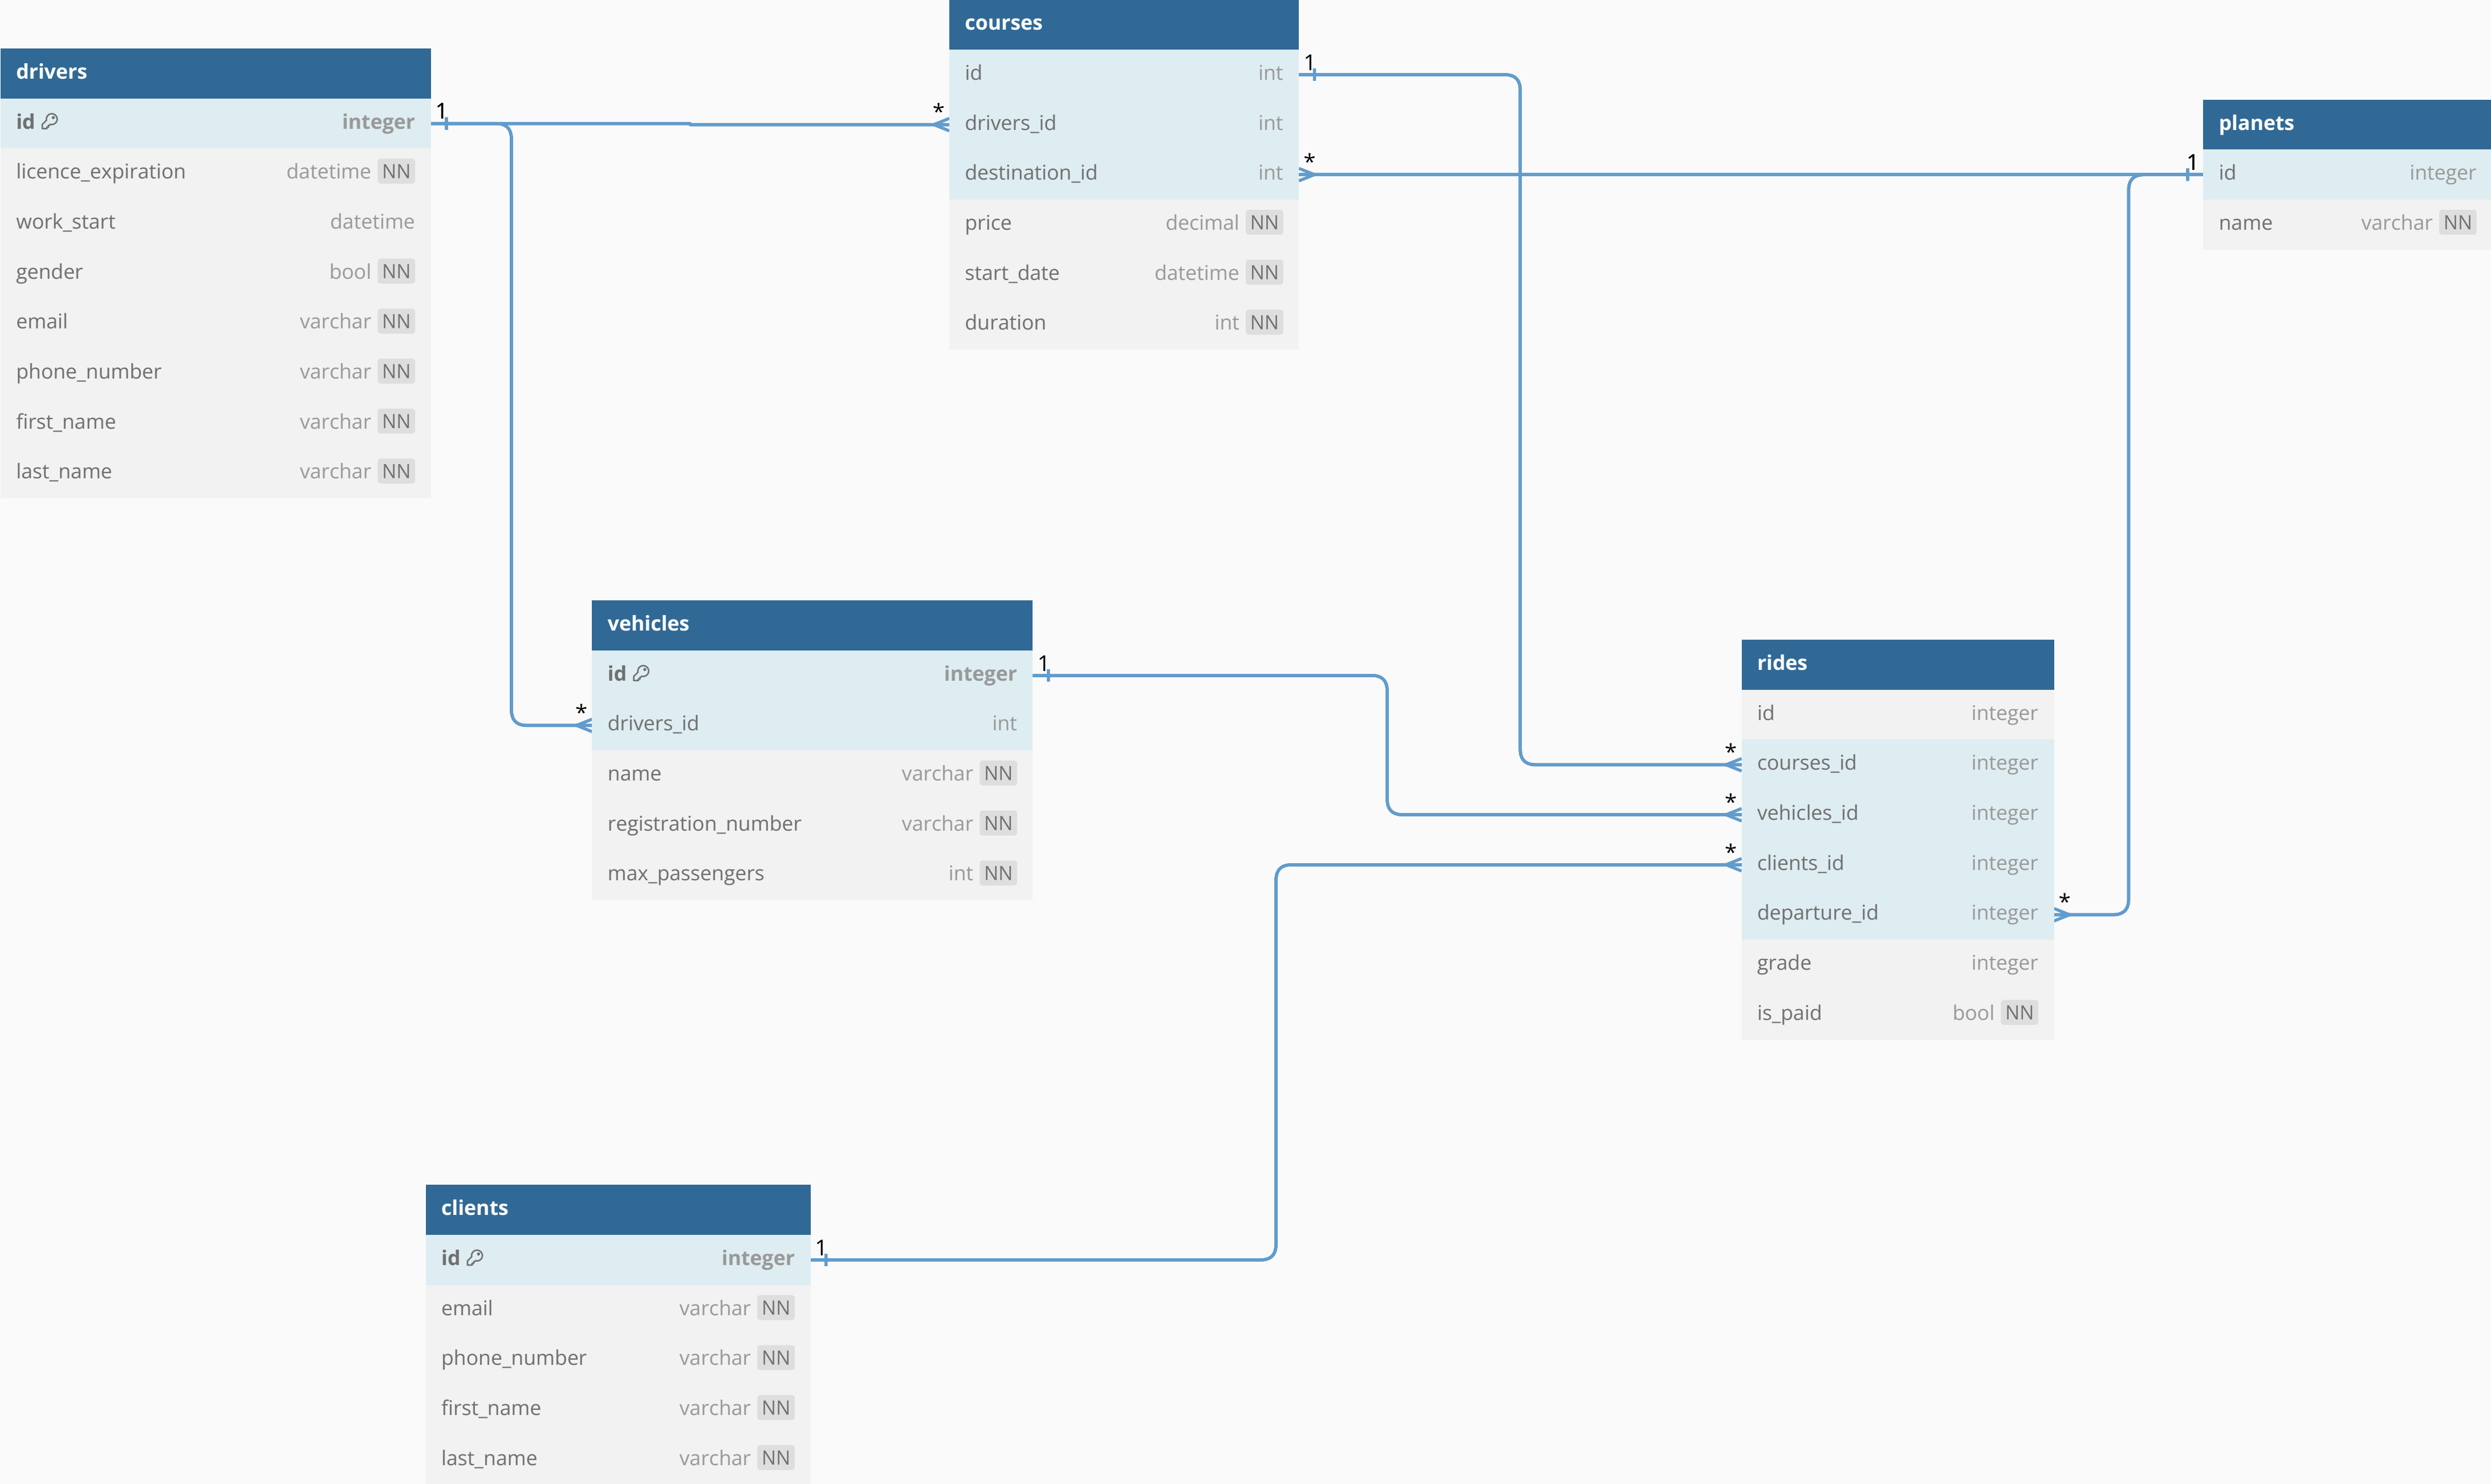 drivers
id integer
licence_expiration datetime NN
work_start datetime
gender bool NN
email varchar NN
phone_number varchar NN
first_name varchar NN
last_name varchar NN
1
*
courses
id int
drivers_id int
destination_id int
price decimal NN
start_date datetime NN
duration int NN
1
*
1
planets
id integer
name varchar NN
vehicles
id integer
drivers_id int
name varchar NN
registration_number varchar NN
max_passengers int NN
*
1
rides
id integer
courses_id integer
vehicles_id integer
clients_id integer
departure_id integer
grade integer
is_paid bool NN
*
*
*
*
clients
id integer
email varchar NN
phone_number varchar NN
first_name varchar NN
last_name varchar NN
1